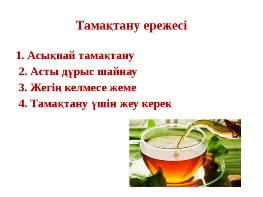 Тамақтану ережесі
1. Асықпай тамақтану
2. Асты дұрыс шайнау
3. Жегің келмесе жеме
4. Тамақтану үшін жеу керек